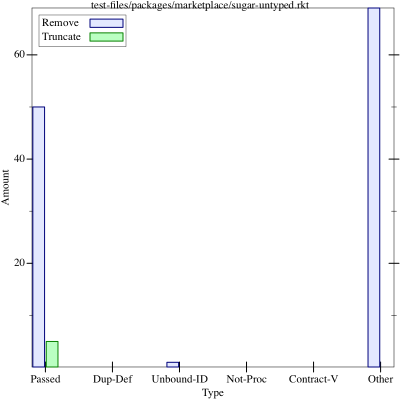 test-files/packages/marketplace/sugar-untyped.rkt
Remove
Truncate
60
40
20
Amount
Passed Dup-Def Unbound-ID Not-Proc Contract-V Other
Type